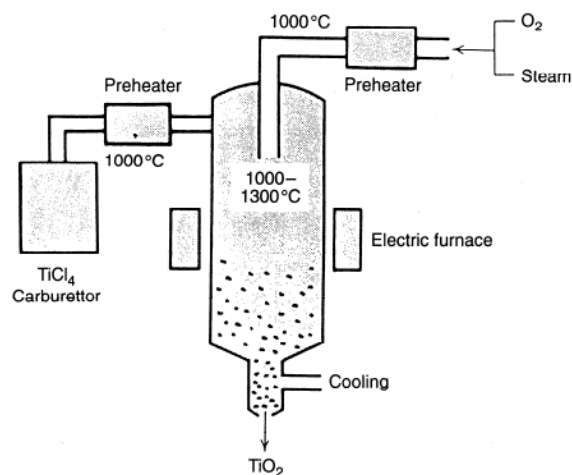 1000°C
O2
Steam
Preheater
Preheater
1000°C
1000–
1300°C
TiCl4
Carburettor
Electric furnace
Cooling
TiO2